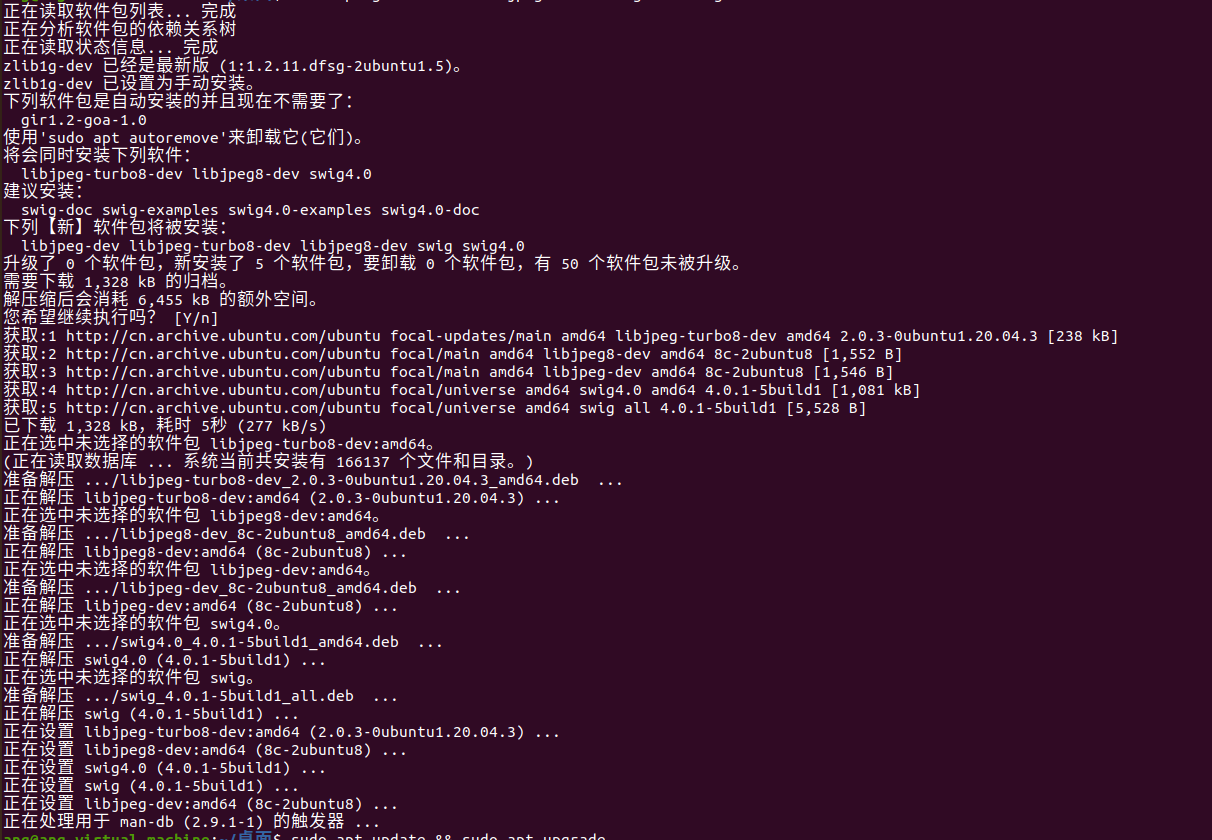 正在读取软件包列表... 完成
正在分析软件包的依赖关系树
正在读取状态信息... 完成
zlib1g-dev 已经是最新版 (1:1.2.11.dfsg-2ubuntu1.5)。
zlib1g-dev 已设置为手动安装。
下列软件包是自动安装的并且现在不需要了：
  gir1.2-goa-1.0
使用'sudo apt autoremove'来卸载它(它们)。
将会同时安装下列软件：
  libjpeg-turbo8-dev libjpeg8-dev swig4.0
建议安装：
  swig-doc swig-examples swig4.0-examples swig4.0-doc
下列【新】软件包将被安装：
  libjpeg-dev libjpeg-turbo8-dev libjpeg8-dev swig swig4.0
升级了 0 个软件包，新安装了 5 个软件包，要卸载 0 个软件包，有 50 个软件包未被升级。
需要下载 1,328 kB 的归档。
解压缩后会消耗 6,455 kB 的额外空间。
您希望继续执行吗？ [Y/n]
获取:1 http://cn.archive.ubuntu.com/ubuntu focal-updates/main amd64 libjpeg-turbo8-dev amd64 2.0.3-0ubuntu1.20.04.3 [238 kB]
获取:2 http://cn.archive.ubuntu.com/ubuntu focal/main amd64 libjpeg8-dev amd64 8c-2ubuntu8 [1,552 B]
获取:3 http://cn.archive.ubuntu.com/ubuntu focal/main amd64 libjpeg-dev amd64 8c-2ubuntu8 [1,546 B]
获取:4 http://cn.archive.ubuntu.com/ubuntu focal/universe amd64 swig4.0 amd64 4.0.1-5build1 [1,081 kB]
获取:5 http://cn.archive.ubuntu.com/ubuntu focal/universe amd64 swig all 4.0.1-5build1 [5,528 B]
已下载 1,328 kB，耗时 5秒 (277 kB/s)
正在选中未选择的软件包 libjpeg-turbo8-dev:amd64。
(正在读取数据库 ... 系统当前共安装有 166137 个文件和目录。)
准备解压 .../libjpeg-turbo8-dev_2.0.3-0ubuntu1.20.04.3_amd64.deb  ...
正在解压 libjpeg-turbo8-dev:amd64 (2.0.3-0ubuntu1.20.04.3) ...
正在选中未选择的软件包 libjpeg8-dev:amd64。
准备解压 .../libjpeg8-dev_8c-2ubuntu8_amd64.deb  ...
正在解压 libjpeg8-dev:amd64 (8c-2ubuntu8) ...
正在选中未选择的软件包 libjpeg-dev:amd64。
准备解压 .../libjpeg-dev_8c-2ubuntu8_amd64.deb  ...
正在解压 libjpeg-dev:amd64 (8c-2ubuntu8) ...
正在选中未选择的软件包 swig4.0。
准备解压 .../swig4.0_4.0.1-5build1_amd64.deb  ...
正在解压 swig4.0 (4.0.1-5build1) ...
正在选中未选择的软件包 swig。
准备解压 .../swig_4.0.1-5build1_all.deb  ...
正在解压 swig (4.0.1-5build1) ...
正在设置 libjpeg-turbo8-dev:amd64 (2.0.3-0ubuntu1.20.04.3) ...
正在设置 libjpeg8-dev:amd64 (8c-2ubuntu8) ...
正在设置 swig4.0 (4.0.1-5build1) ...
正在设置 swig (4.0.1-5build1) ...
正在设置 libjpeg-dev:amd64 (8c-2ubuntu8) ...
正在处理用于 man-db (2.9.1-1) 的触发器 ...
sudo apt update && sudo apt upgrade